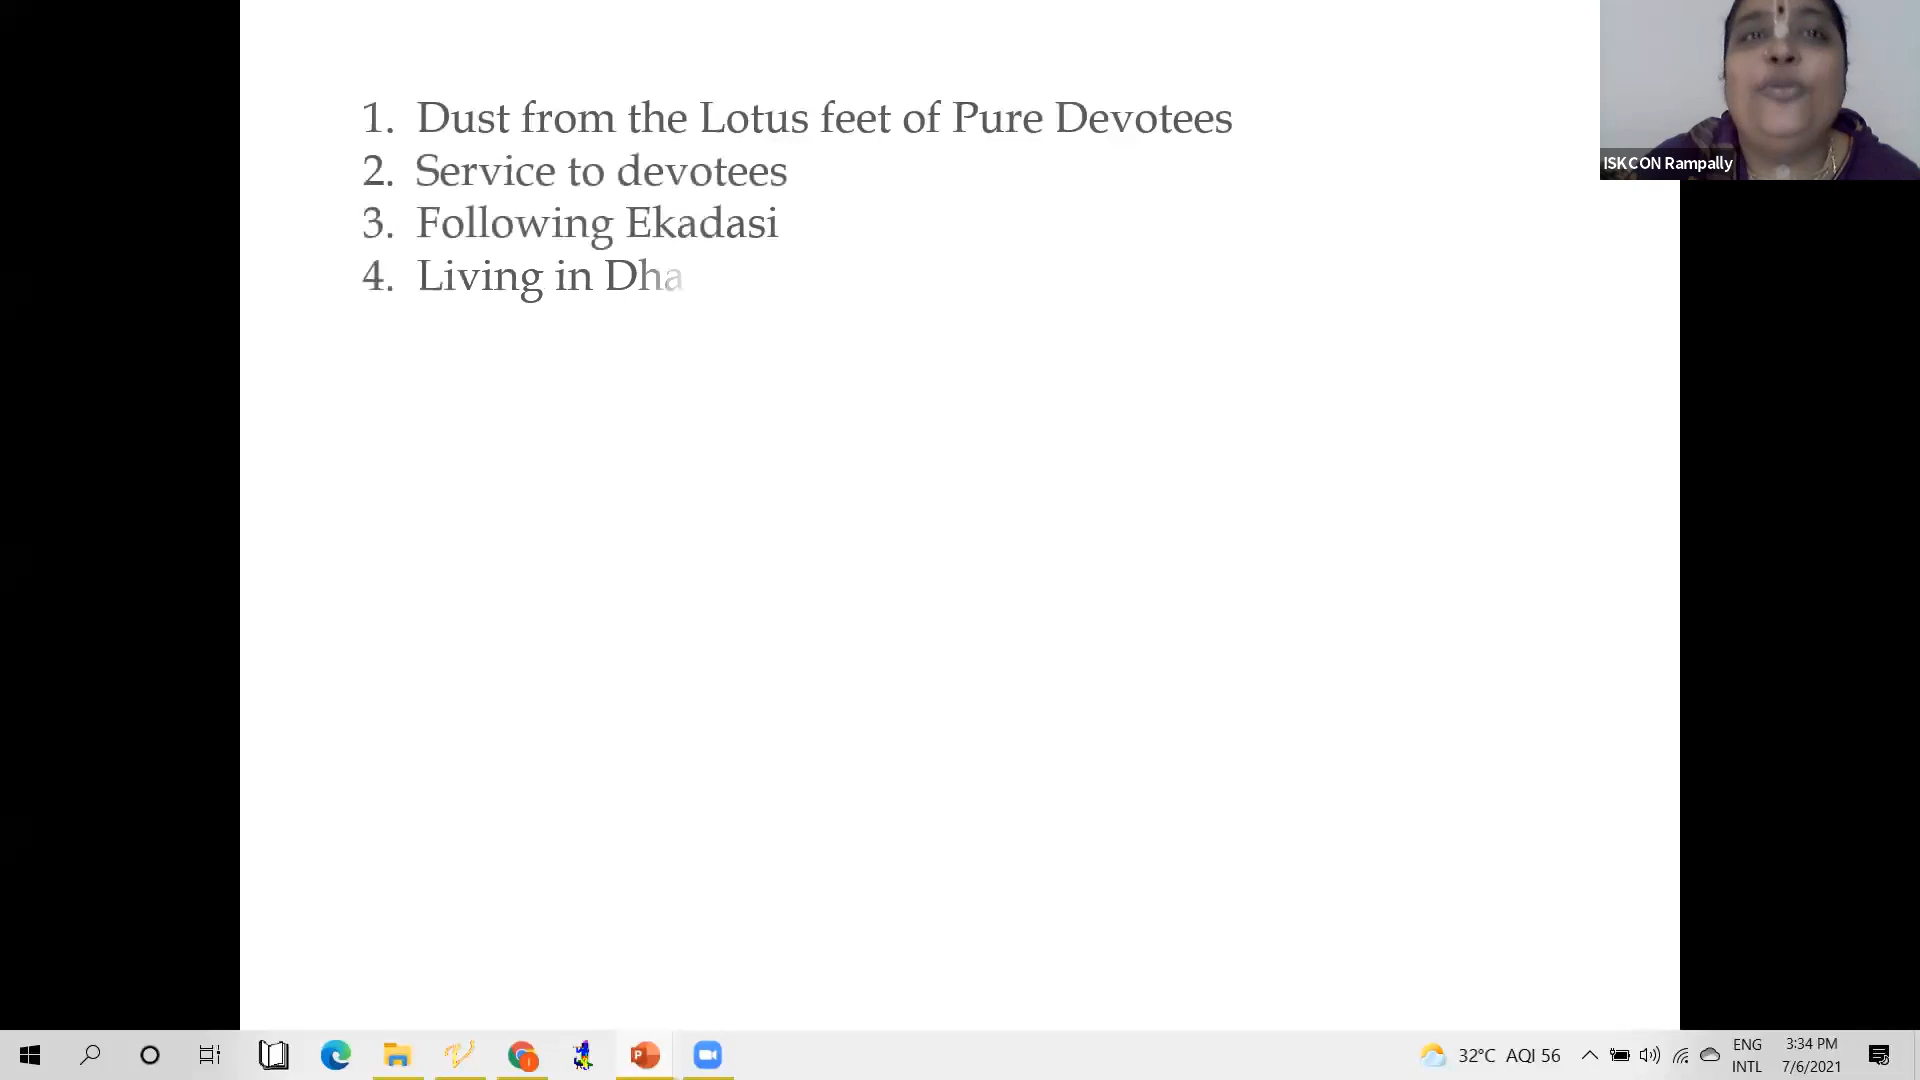 1. Dust from the Lotus feet of Pure Devotees
2. Service to devotees
3. Following Ekadasi
4. Living in Dha
ISKCON Rampally
32°C AQI 56
ENG
INTL
3:34 PM
7/6/2021